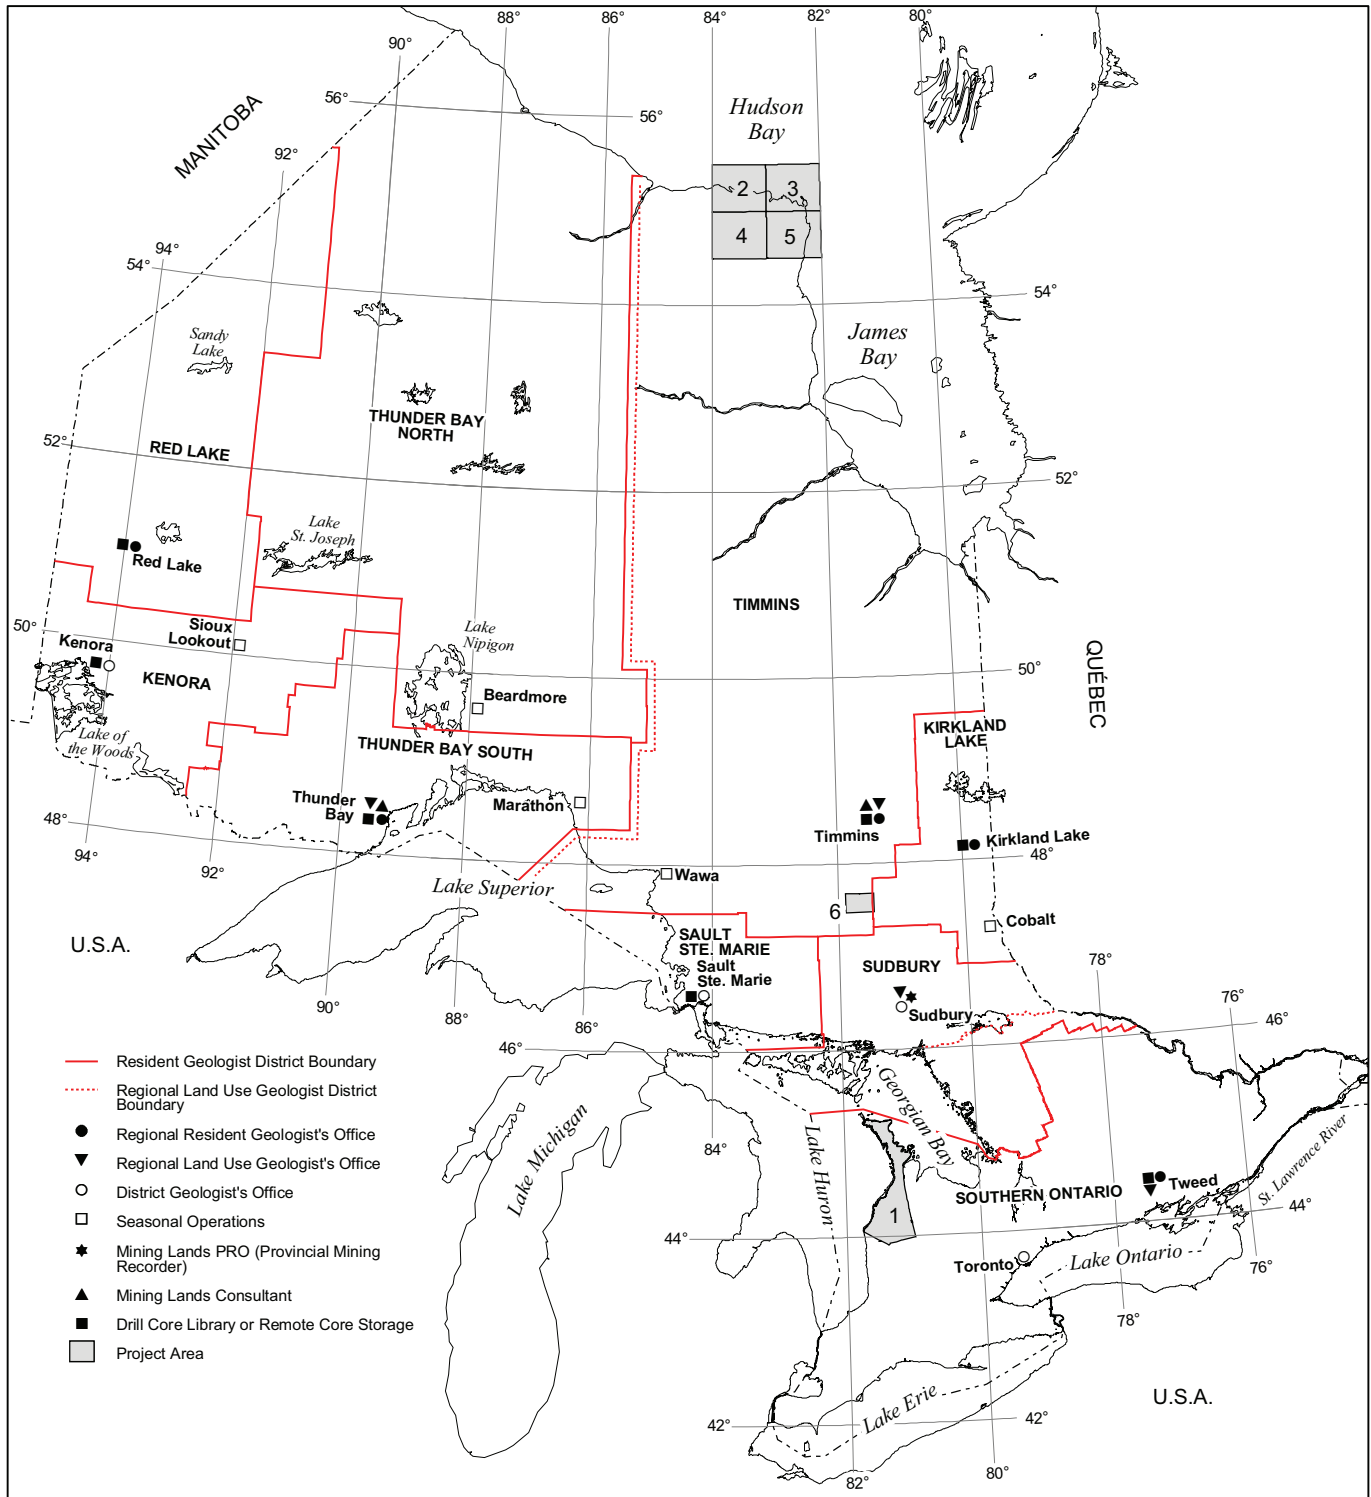 88°
86°
84°
82°
80°
90°
56°
56°
MANITOBA
92°
Hudson
Bay
2
3
4
5
94°
54°
54°
Sandy
Lake
James
Bay
THUNDER BAY
NORTH
52°
RED LAKE
52°
Lake
St. Joseph
Red Lake
TIMMINS
50°
Sioux
Lookout
Kenora
Lake
Nipigon
50°
QUÉBEC
KENORA
Beardmore
Lake of
the Woods
THUNDER BAY SOUTH
KIRKLAND
LAKE
Thunder
Bay
Marathon
Timmins
Kirkland Lake
48°
48°
94°
92°
Lake Superior
Wawa
6
Cobalt
U.S.A.
SAULT
STE. MARIE
Sault
Ste. Marie
SUDBURY
78°
Sudbury
90°
88°
86°
76°
46°
46°
Resident Geologist District Boundary
Regional Land Use Geologist District
Boundary
Regional Resident Geologist's Office
Regional Land Use Geologist's Office
District Geologist's Office
Seasonal Operations
Mining Lands PRO (Provincial Mining
Recorder)
Mining Lands Consultant
Drill Core Library or Remote Core Storage
Project Area
Lake Michigan
Georgian Bay
84°
Lake Huron
St. Lawrence River
SOUTHERN ONTARIO
Tweed
1
44°
44°
Toronto
Lake Ontario
76°
78°
Lake Erie
U.S.A.
42°
42°
82°
80°